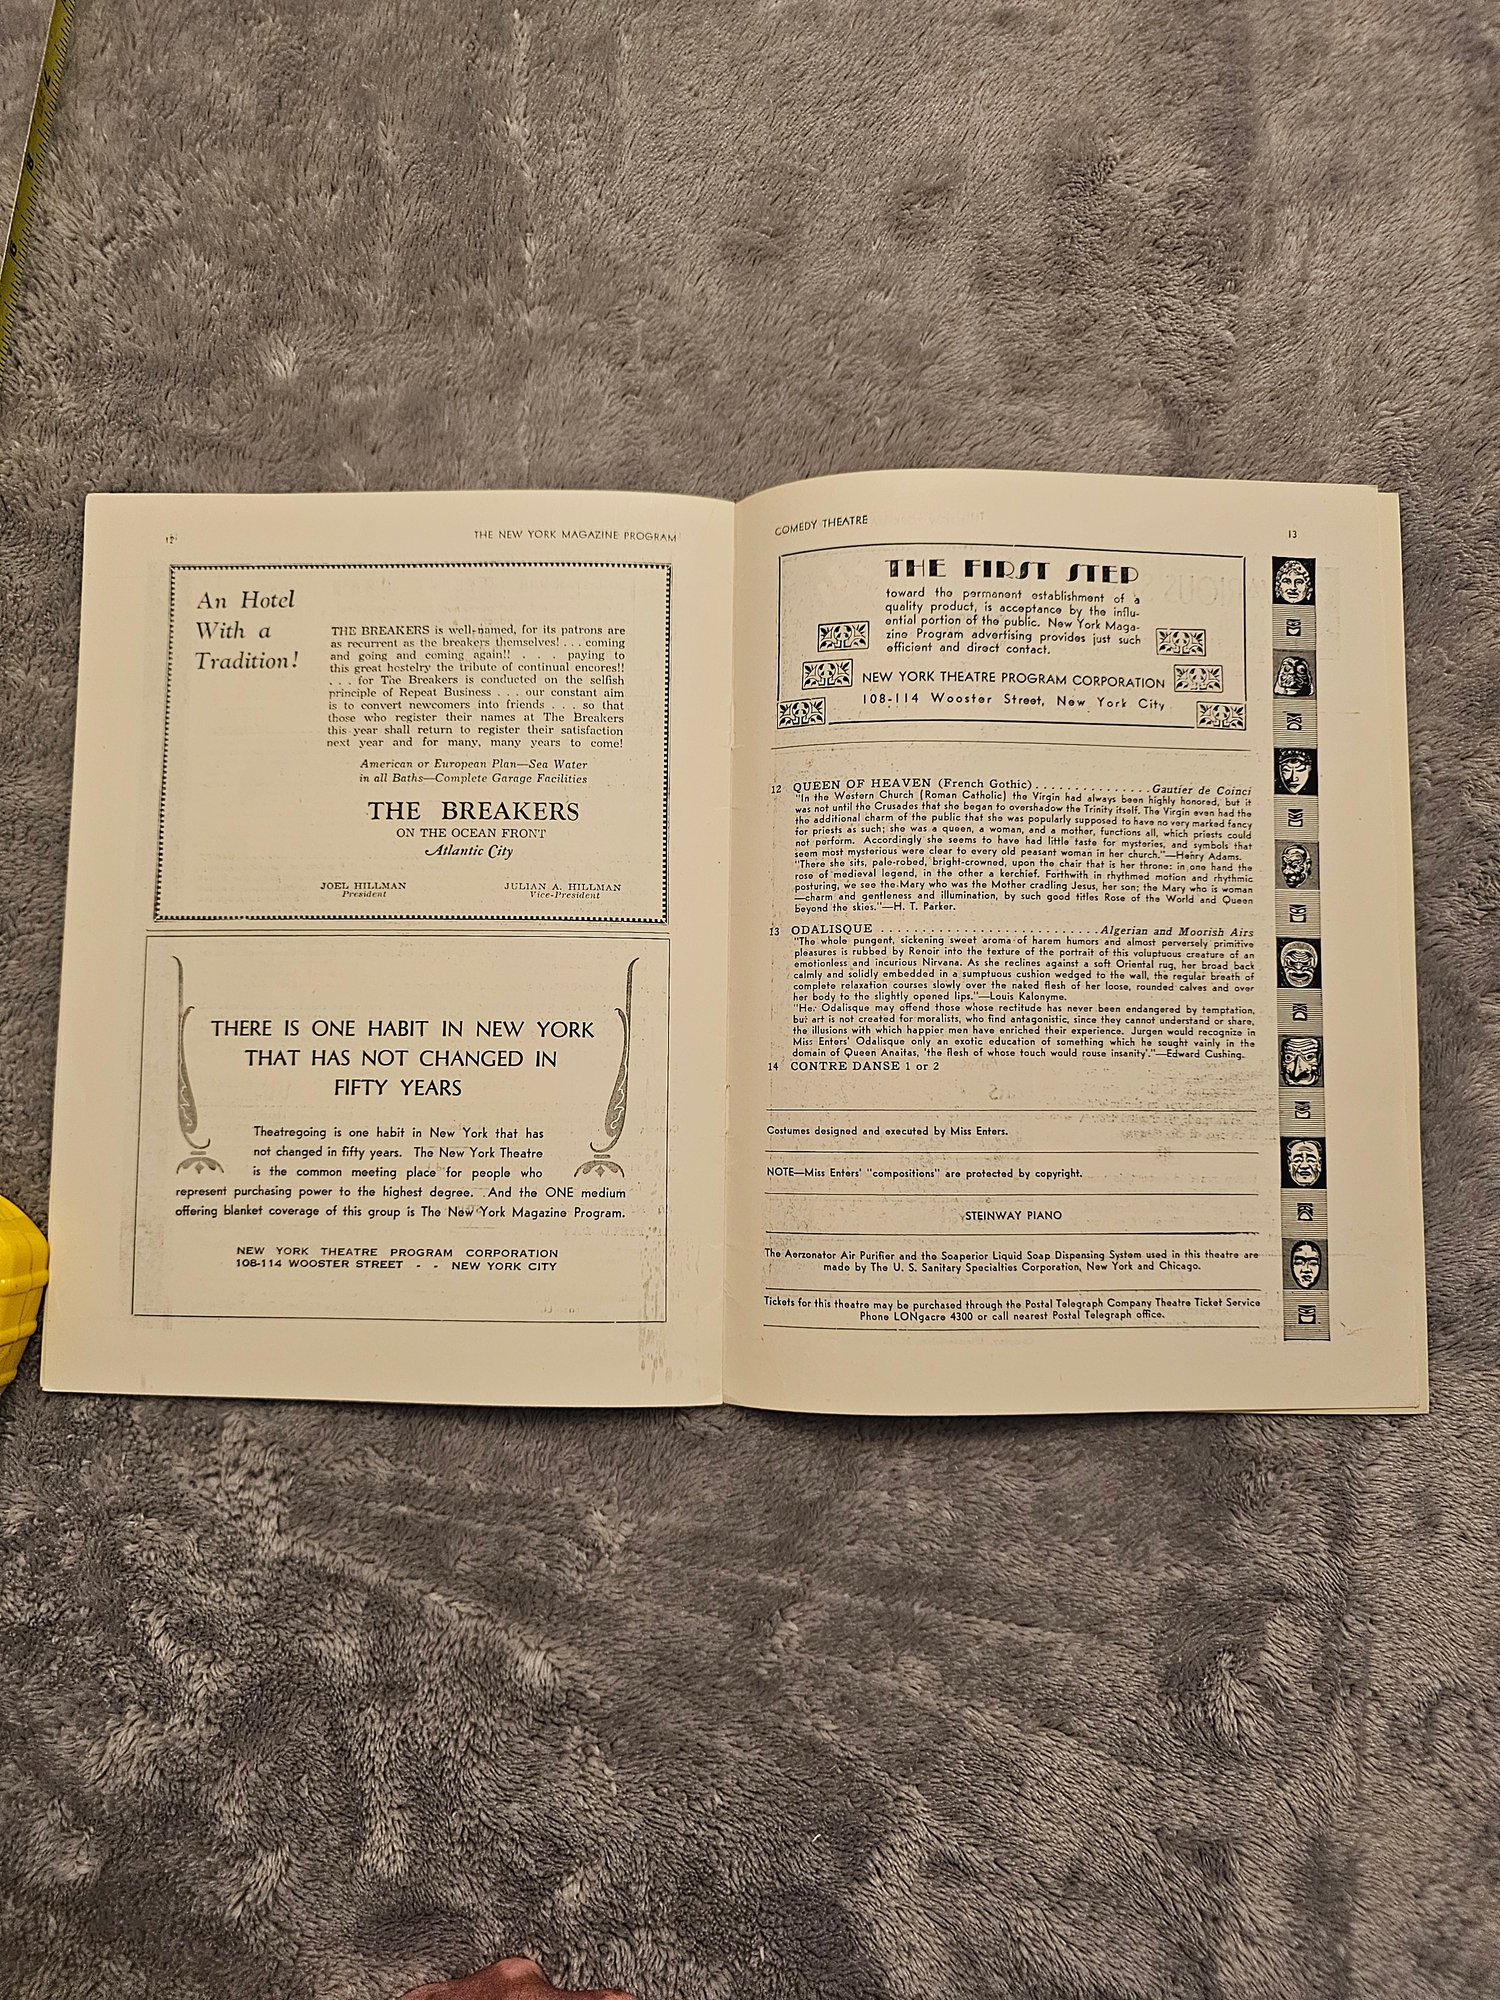 12
THE NEW YORK MAGAZINE PROGRAM
An Hotel
With a
Tradition!
THE BREAKERS is well-named, for its patrons are
as recurrent as the breakers themselves! . . . coming
and going and coming again!! . . . paying to
this great hostelry the tribute of continual encores!!
. . . for The Breakers is conducted on the selfish
principle of Repeat Business . . . our constant aim
is to convert newcomers into friends . . . so that
those who register their names at The Breakers
this year shall return to register their satisfaction
next year and for many, many years to come!
American or European Plan—Sea Water
in all Baths—Complete Garage Facilities
THE BREAKERS
ON THE OCEAN FRONT
Atlantic City
JOEL HILLMAN
President
JULIAN A. HILLMAN
Vice-President
THERE IS ONE HABIT IN NEW YORK
THAT HAS NOT CHANGED IN
FIFTY YEARS
Theatregoing is one habit in New York that has
not changed in fifty years. The New York Theatre
is the common meeting place for people who
represent purchasing power to the highest degree. And the ONE medium
offering blanket coverage of this group is The New York Magazine Program.
NEW YORK THEATRE PROGRAM CORPORATION
108-114 WOOSTER STREET - - NEW YORK CITY
COMEDY THEATRE
13
THE FIRST STEP
toward the permanent establishment of a
quality product, is acceptance by the influ-
ential portion of the public. New York Maga-
zine Program advertising provides just such
efficient and direct contact.
NEW YORK THEATRE PROGRAM CORPORATION
108-114 Wooster Street, New York City
12 QUEEN OF HEAVEN (French Gothic) . . . . . . . . . . . . . . . Gautier de Coinci
"In the Western Church (Roman Catholic) the Virgin had always been highly honored, but it
was not until the Crusades that she began to overshadow the Trinity itself. The Virgin even had the
the additional charm of the public that she was popularly supposed to have no very marked fancy
for priests as such; she was a queen, a woman, and a mother, functions all, which priests could
not perform. Accordingly she seems to have had little taste for mysteries, and symbols that
seem most mysterious were clear to every old peasant woman in her church."—Henry Adams.
"There she sits, pale-robed, bright-crowned, upon the chair that is her throne: in one hand the
rose of medieval legend, in the other a kerchief. Forthwith in rhythmed motion and rhythmic
posturing, we see the Mary who was the Mother cradling Jesus, her son; the Mary who is woman
—charm and gentleness and illumination, by such good titles Rose of the World and Queen
beyond the skies."—H. T. Parker.
13 ODALISQUE . . . . . . . . . . . . . . . . . . . . . . . . Algerian and Moorish Airs
"The whole pungent, sickening sweet aroma of harem humors and almost perversely primitive
pleasures is rubbed by Renoir into the texture of the portrait of this voluptuous creature of an
emotionless and incurious Nirvana. As she reclines against a soft Oriental rug, her broad back
calmly and solidly embedded in a sumptuous cushion wedged to the wall, the regular breath of
complete relaxation courses slowly over the naked flesh of her loose, rounded calves and over
her body to the slightly opened lips."—Louis Kalonyme.
"Her Odalisque may offend those whose rectitude has never been endangered by temptation,
but art is not created for moralists, who find antagonistic, since they cannot understand or share,
the illusions with which happier men have enriched their experience. Jurgen would recognize in
Miss Enters' Odalisque only an exotic education of something which he sought vainly in the
domain of Queen Anaitas, 'the flesh of whose touch would rouse insanity'."—Edward Cushing.
14 CONTRE DANSE 1 or 2
Costumes designed and executed by Miss Enters.
NOTE—Miss Enters' "compositions" are protected by copyright.
STEINWAY PIANO
The Aerzonator Air Purifier and the Soaperior Liquid Soap Dispensing System used in this theatre are
made by The U. S. Sanitary Specialties Corporation, New York and Chicago.
Tickets for this theatre may be purchased through the Postal Telegraph Company Theatre Ticket Service
Phone LONgacre 4300 or call nearest Postal Telegraph office.